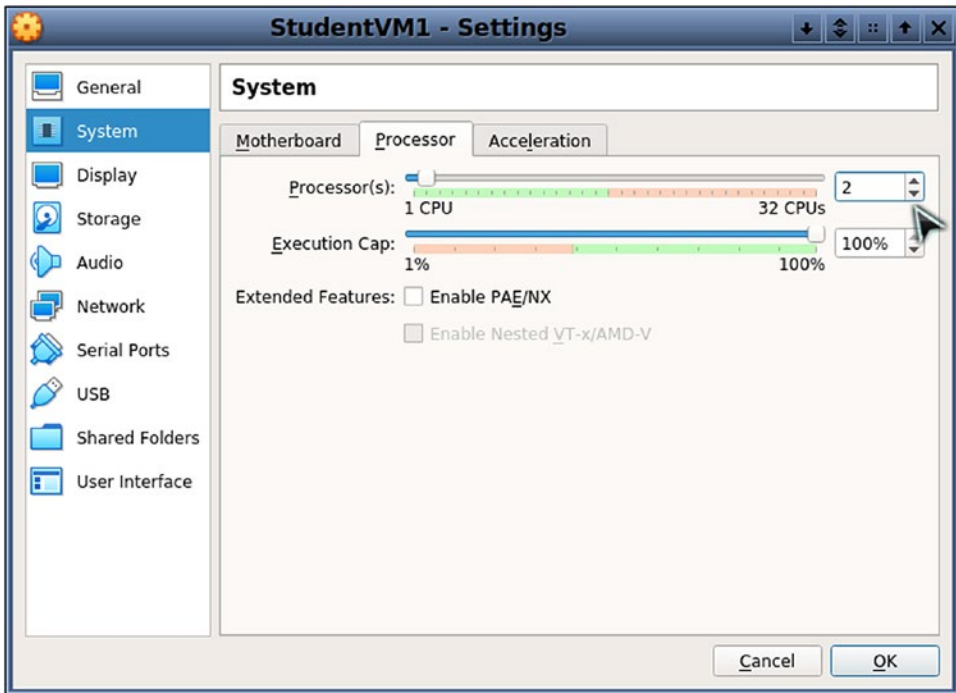 StudentVM1 - Settings
General
System
Display
Storage
Audio
Network
Serial Ports
USB
Shared Folders
User Interface
System
Motherboard Processor Acceleration
Processor(s): 2
1 CPU 32 CPUs
Execution Cap: 100%
1% 100%
Extended Features: Enable PAE/NX
Enable Nested VT-x/AMD-V
Cancel OK